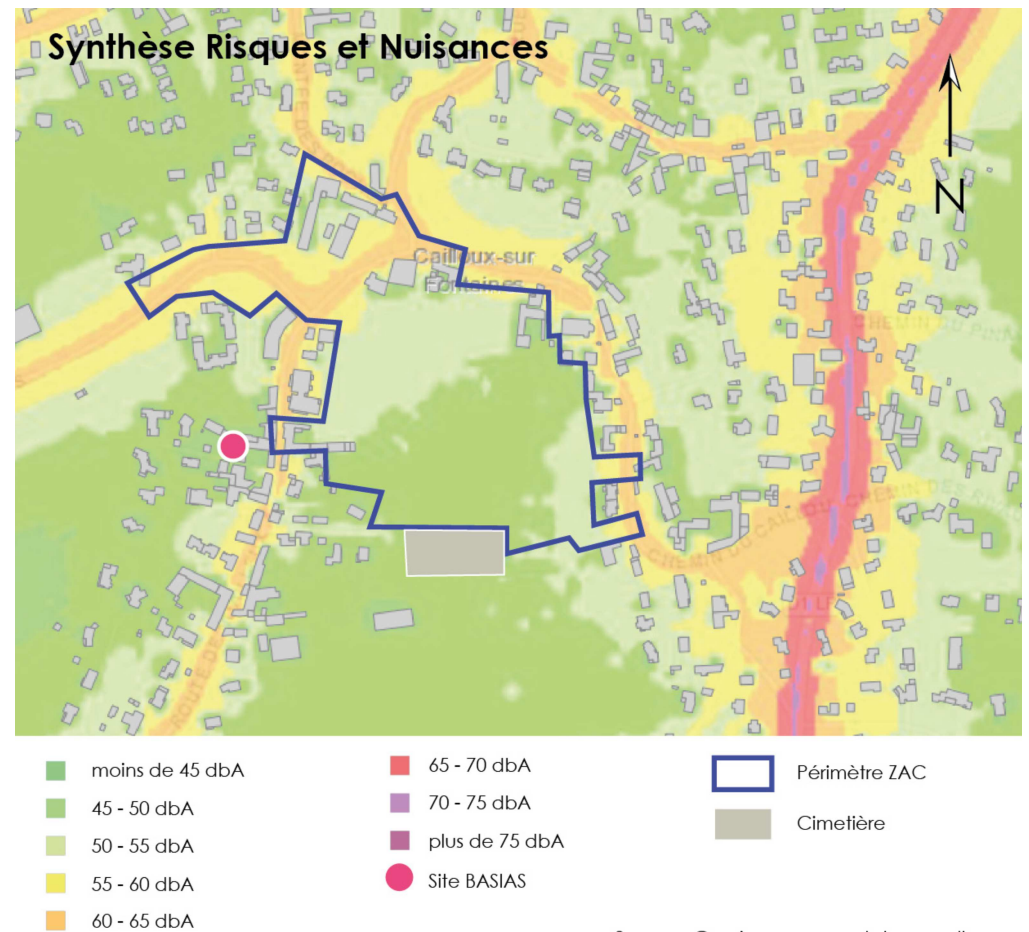 Synthèse Risques et Nuisances
N
Cailloux-sur
Fontaines
CHEMIN DU
CHEMIN DU CAILLOU
CHEMIN DES
ROUTE DE
moins de 45 dbA
45 - 50 dbA
50 - 55 dbA
55 - 60 dbA
60 - 65 dbA
65 - 70 dbA
70 - 75 dbA
plus de 75 dbA
Site BASIAS
Périmètre ZAC
Cimetière